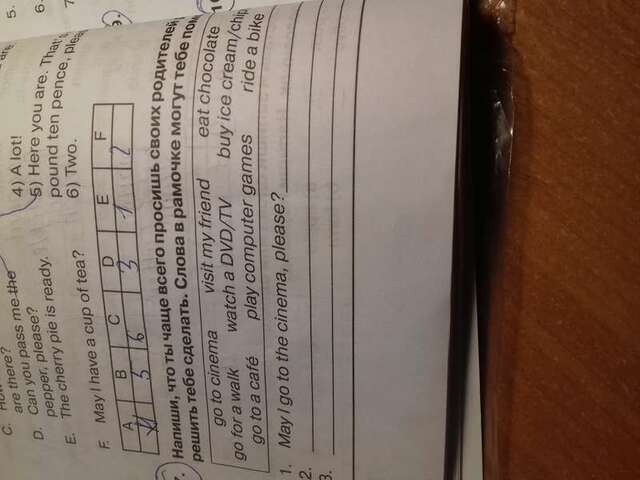 5.
6.
7
C.
are there?
D. Can you pass me the
pepper, please?
E. The cherry pie is ready.
F. May I have a cup of tea?
4) A lot!
5) Here you are. That's
pound ten pence, plea
6) Two.
A B C D E F
4 5 6 3 1 2
7. Напиши, что ты чаще всего просишь своих родителей
решить тебе сделать. Слова в рамочке могут тебе пом
go to cinema visit my friend eat chocolate
go for a walk watch a DVD/TV buy ice cream/chip
go to a café play computer games ride a bike
1. May I go to the cinema, please?
2.
3.